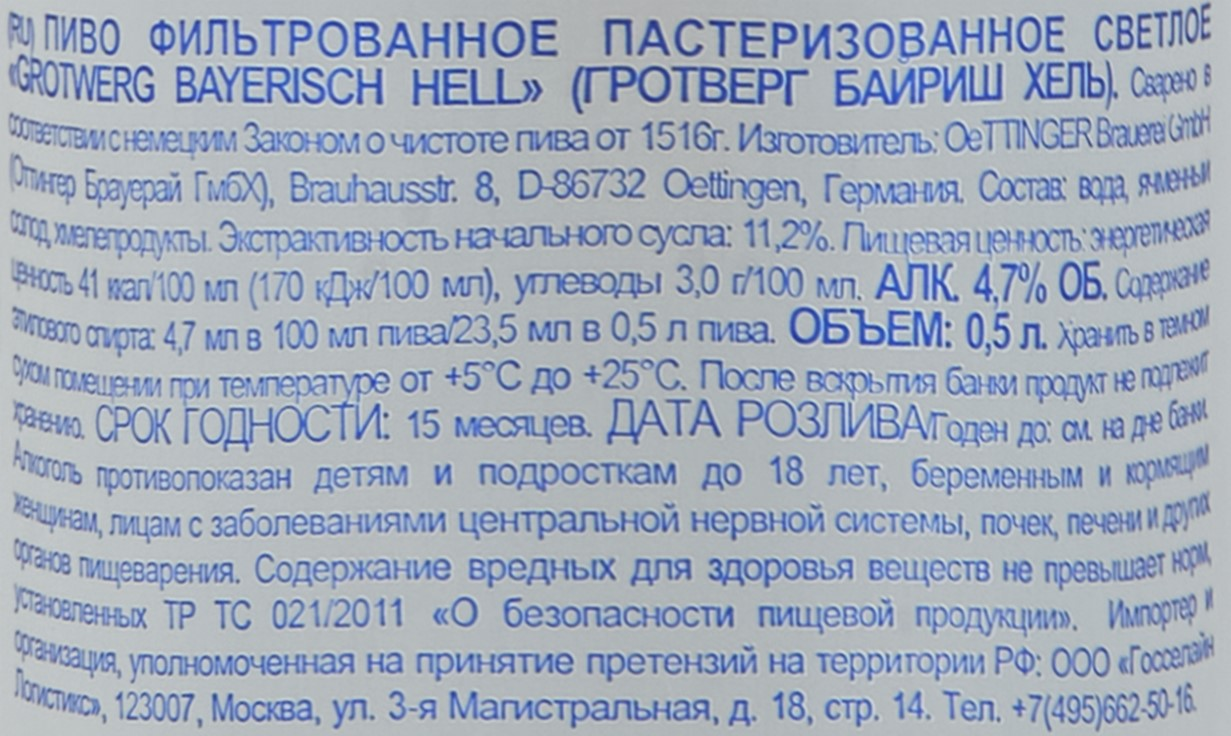 (RU) ПИВО ФИЛЬТРОВАННОЕ ПАСТЕРИЗОВАННОЕ СВЕТЛОЕ
«GROTWERG BAYERISCH HELL» (ГРОТВЕРГ БАЙРИШ ХЕЛЬ). Сварено в
соответствии с немецким Законом о чистоте пива от 1516г. Изготовитель: OeTTINGER Brauerei GmbH
(Оттингер Брауерай ГмбХ), Brauhausstr. 8, D-86732 Oettingen, Германия. Состав: вода, ячменный
солод, хмелепродукты. Экстрактивность начального сусла: 11,2%. Пищевая ценность: энергетическая
ценность 41 ккал/100 мл (170 кДж/100 мл), углеводы 3,0 г/100 мл. АЛК. 4,7% ОБ. Содержание
этилового спирта: 4,7 мл в 100 мл пива/23,5 мл в 0,5 л пива. ОБЪЕМ: 0,5 л. Хранить в темном
сухом помещении при температуре от +5°С до +25°С. После вскрытия банки продукт не подлежит
хранению. СРОК ГОДНОСТИ: 15 месяцев. ДАТА РОЗЛИВА/Годен до: см. на дне банки.
Алкоголь противопоказан детям и подросткам до 18 лет, беременным и кормящим
женщинам, лицам с заболеваниями центральной нервной системы, почек, печени и других
органов пищеварения. Содержание вредных для здоровья веществ не превышает норм,
установленных ТР ТС 021/2011 «О безопасности пищевой продукции». Импортер и
организация, уполномоченная на принятие претензий на территории РФ: ООО «Госселайн
Логистикс», 123007, Москва, ул. 3-я Магистральная, д. 18, стр. 14. Тел. +7(495)662-50-16.